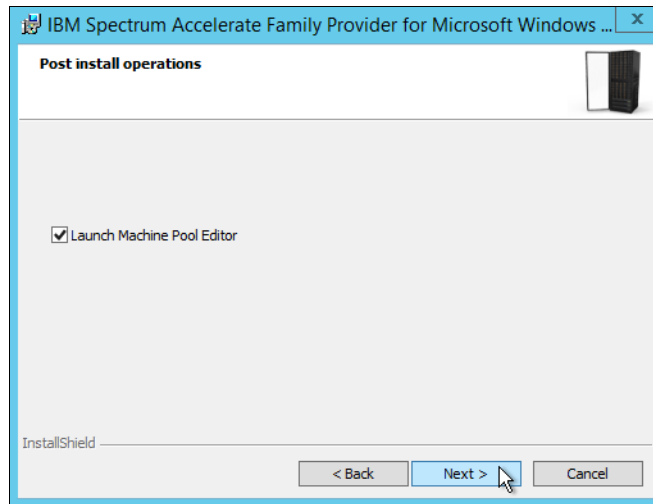 IBM Spectrum Accelerate Family Provider for Microsoft Windows ...
x
Post install operations
Launch Machine Pool Editor
InstallShield
< Back
Next >
Cancel